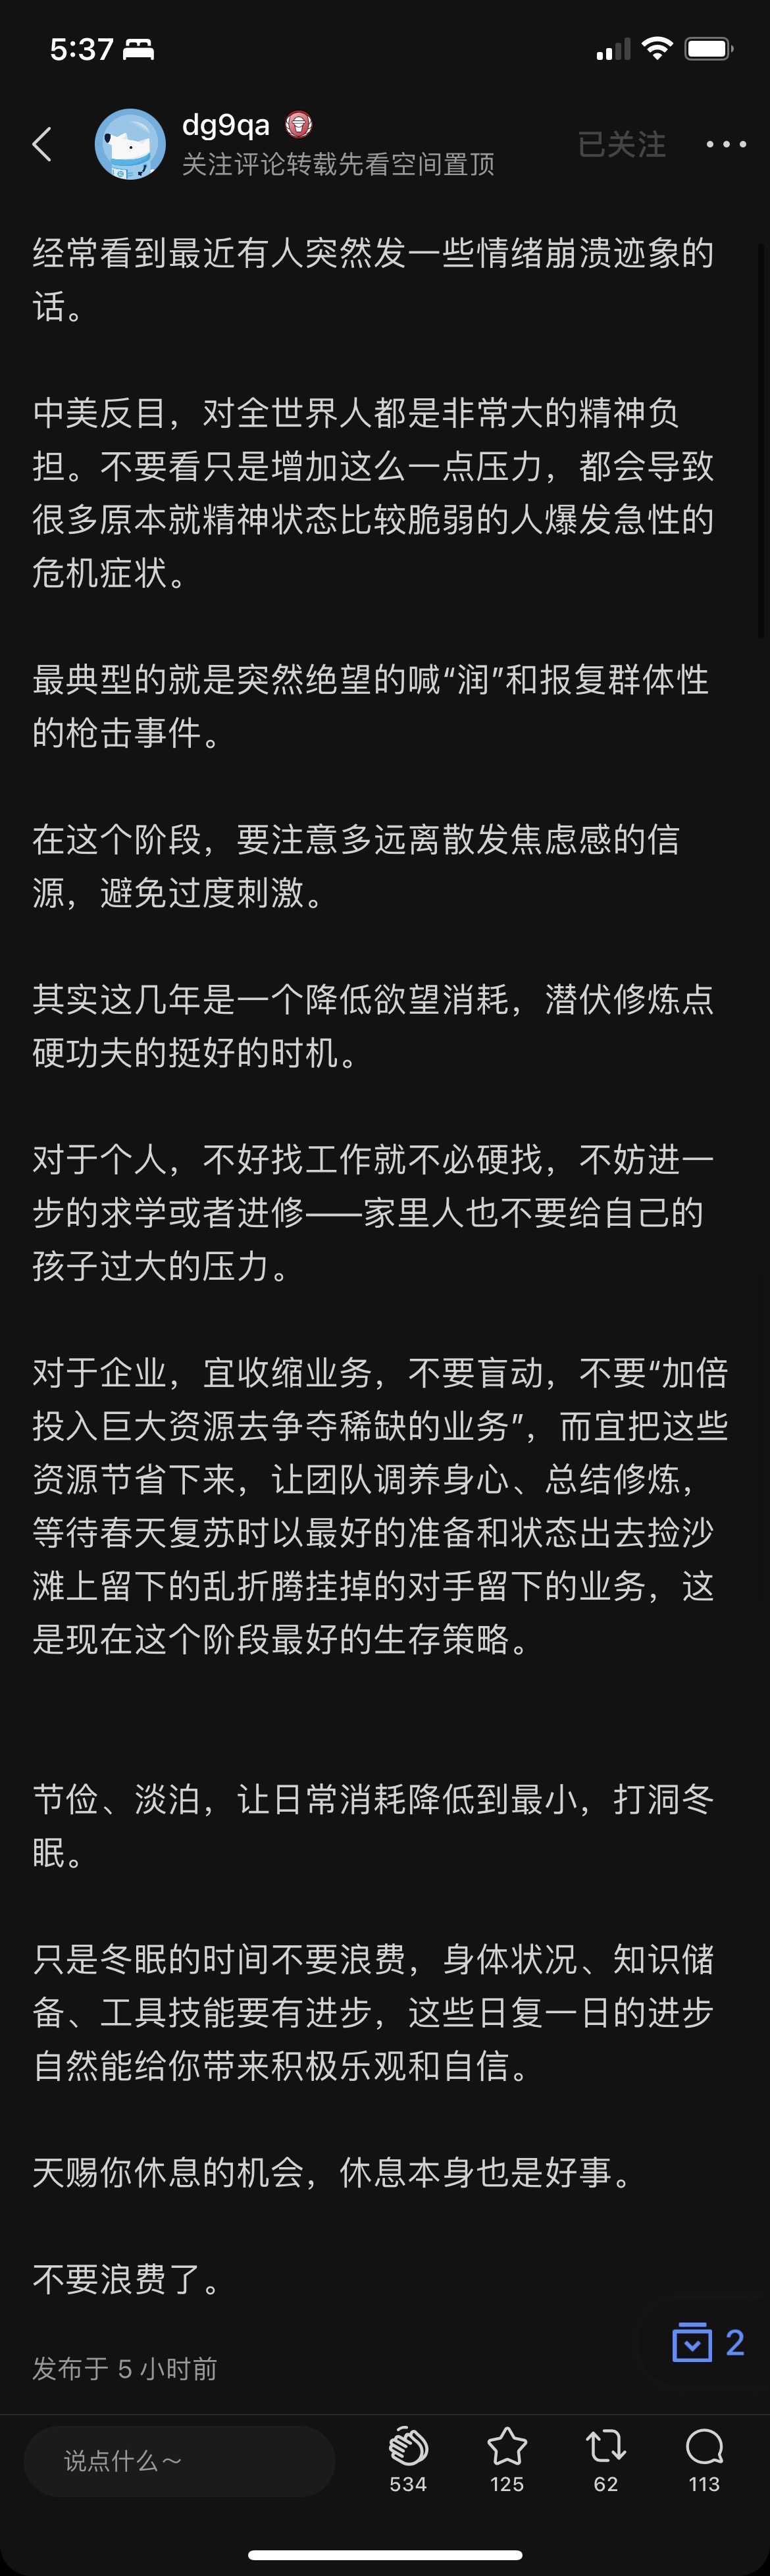 5:37
dg9qa
关注评论转载先看空间置顶
已关注
经常看到最近有人突然发一些情绪崩溃迹象的
话。
中美反目，对全世界人都是非常大的精神负
担。不要看只是增加这么一点压力，都会导致
很多原本就精神状态比较脆弱的人爆发急性的
危机症状。
最典型的就是突然绝望的喊“润”和报复群体性
的枪击事件。
在这个阶段，要注意多远离散发焦虑感的信
源，避免过度刺激。
其实这几年是一个降低欲望消耗，潜伏修炼点
硬功夫的挺好的时机。
对于个人，不好找工作就不必硬找，不妨进一
步的求学或者进修——家里人也不要给自己的
孩子过大的压力。
对于企业，宜收缩业务，不要盲动，不要“加倍
投入巨大资源去争夺稀缺的业务”，而宜把这些
资源节省下来，让团队调养身心、总结修炼，
等待春天复苏时以最好的准备和状态出去捡沙
滩上留下的乱折腾挂掉的对手留下的业务，这
是现在这个阶段最好的生存策略。
节俭、淡泊，让日常消耗降低到最小，打洞冬
眠。
只是冬眠的时间不要浪费，身体状况、知识储
备、工具技能要有进步，这些日复一日的进步
自然能给你带来积极乐观和自信。
天赐你休息的机会，休息本身也是好事。
不要浪费了。
2
发布于 5 小时前
说点什么～
534
125
62
113